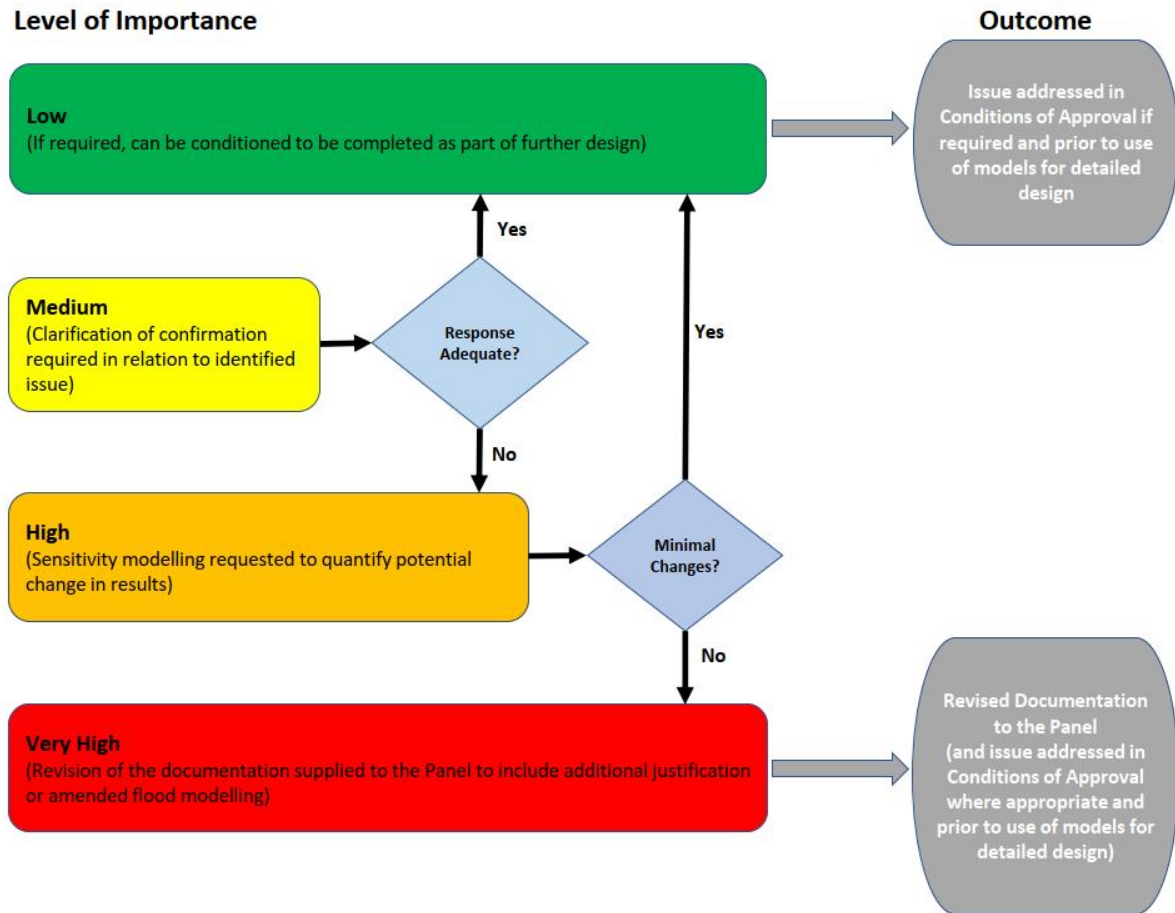 Level of Importance
Outcome
Low
(If required, can be conditioned to be completed as part of further design)
Issue addressed in
Conditions of Approval if
required and prior to use
of models for detailed
design
Yes
Medium
(Clarification of confirmation
required in relation to identified
issue)
Response
Adequate?
Yes
No
High
(Sensitivity modelling requested to quantify potential
change in results)
Minimal
Changes?
No
Very High
(Revision of the documentation supplied to the Panel to include additional justification
or amended flood modelling)
Revised Documentation
to the Panel
(and issue addressed in
Conditions of Approval
where appropriate and
prior to use of models for
detailed design)